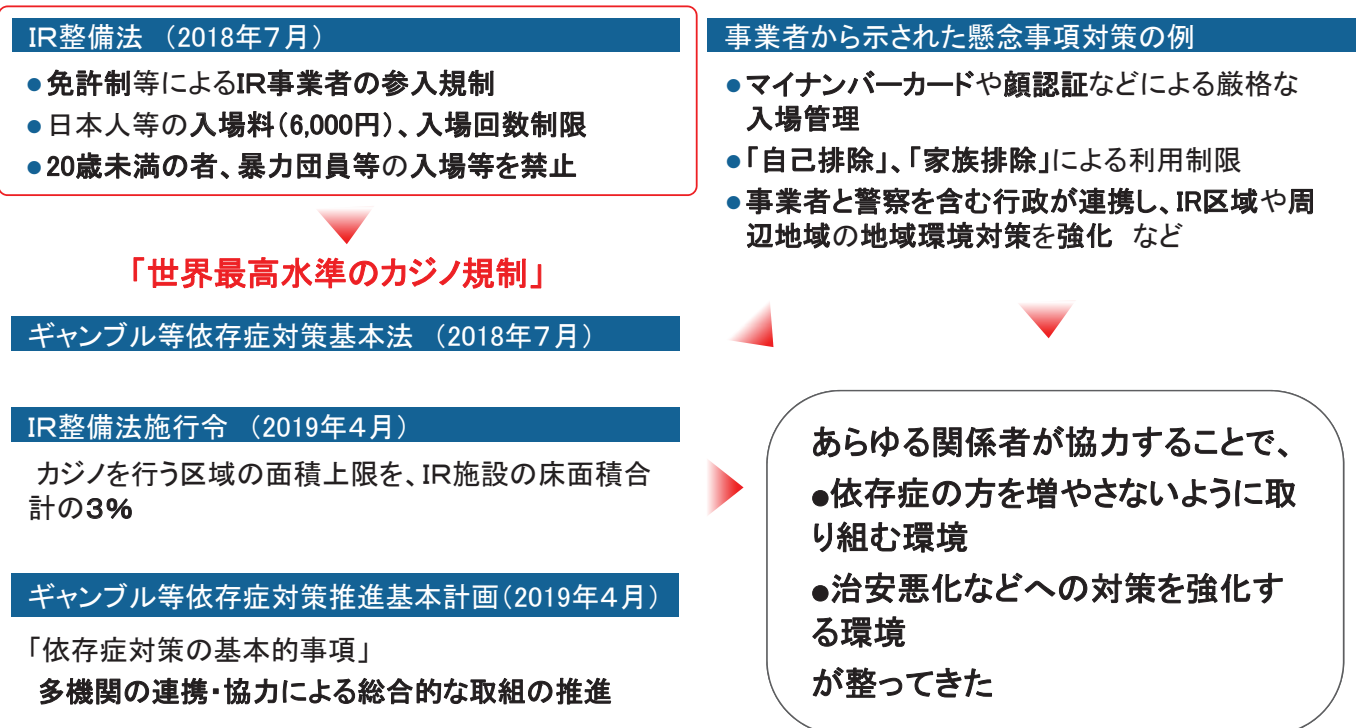 IR整備法 （2018年７月）
●免許制等によるIR事業者の参入規制
●日本人等の入場料（6,000円）、入場回数制限
●20歳未満の者、暴力団員等の入場等を禁止
「世界最高水準のカジノ規制」
ギャンブル等依存症対策基本法 （2018年７月）
IR整備法施行令 （2019年４月）
カジノを行う区域の面積上限を、IR施設の床面積合
計の３％
ギャンブル等依存症対策推進基本計画（2019年４月）
「依存症対策の基本的事項」
多機関の連携・協力による総合的な取組の推進
事業者から示された懸念事項対策の例
●マイナンバーカードや顔認証などによる厳格な
入場管理
●「自己排除」、「家族排除」による利用制限
●事業者と警察を含む行政が連携し、IR区域や周
辺地域の地域環境対策を強化 など
あらゆる関係者が協力することで、
●依存症の方を増やさないように取
り組む環境
●治安悪化などへの対策を強化す
る環境
が整ってきた